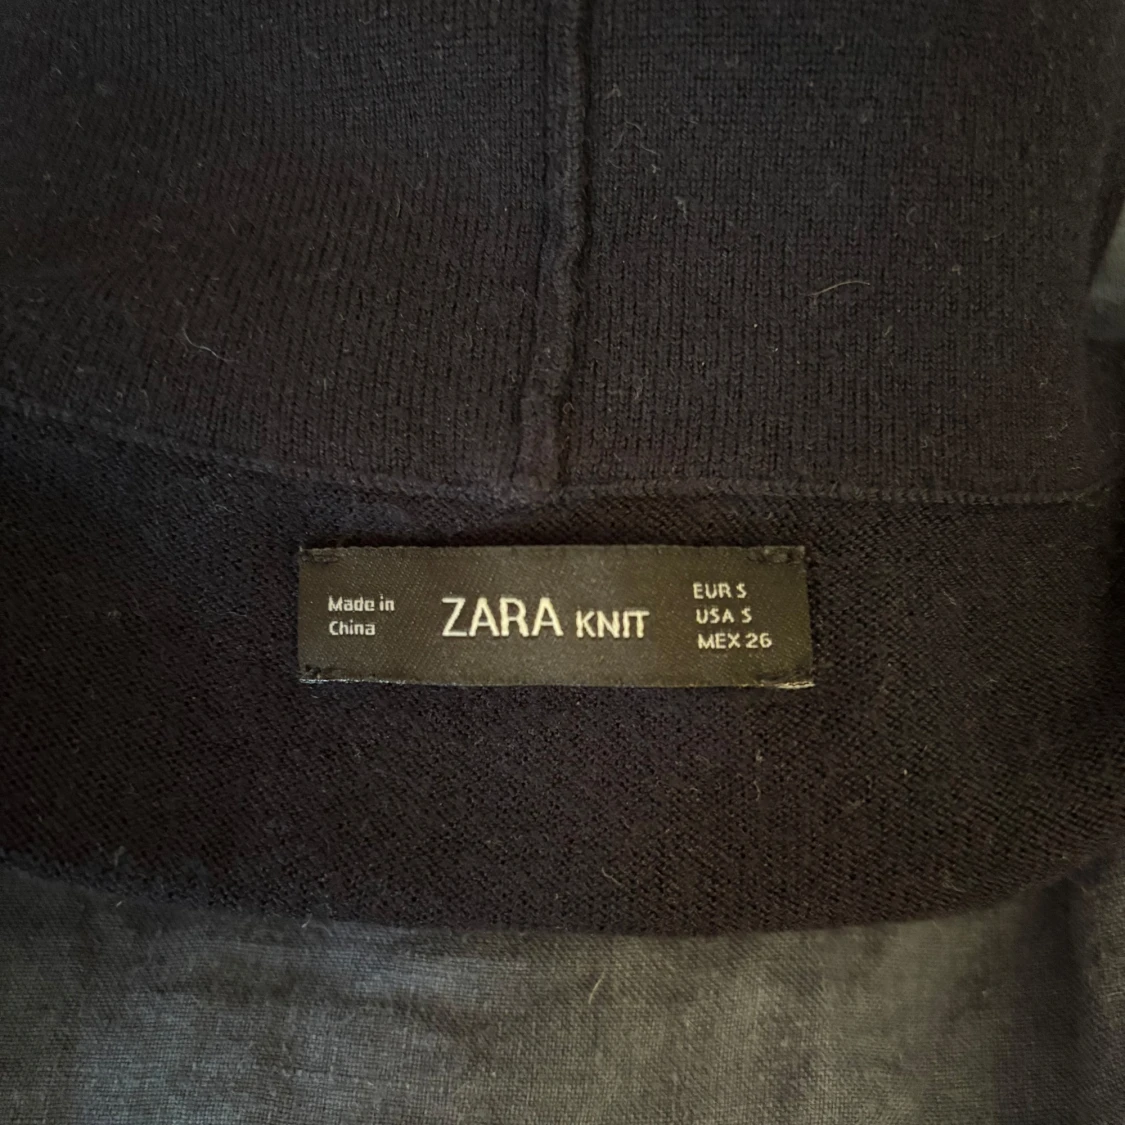 Made in
China
ZARA KNIT
EUR S
USA S
MEX 26